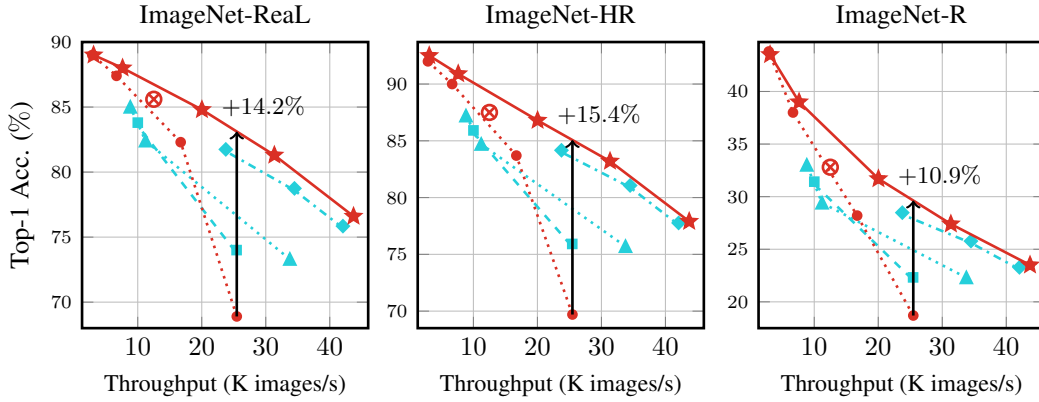 ImageNet-ReaL
ImageNet-HR
ImageNet-R
Top-1 Acc. (%)
90
85
80
75
70
+14.2%
10 20 30 40
Throughput (K images/s)
90
85
80
75
70
+15.4%
10 20 30 40
Throughput (K images/s)
40
30
20
+10.9%
10 20 30 40
Throughput (K images/s)